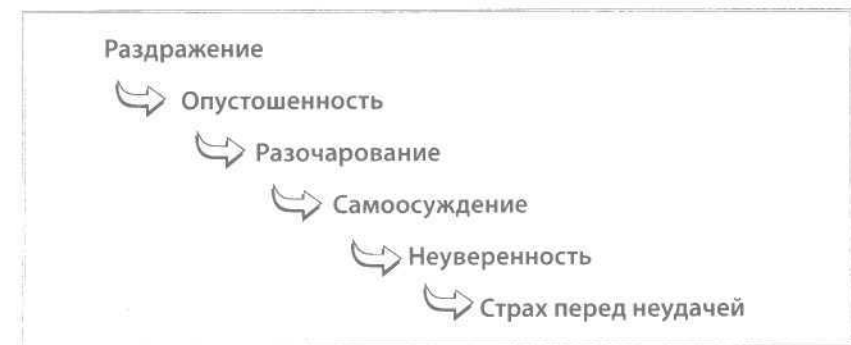 Раздражение
Опустошенность
Разочарование
Самоосуждение
Неуверенность
Страх перед неудачей